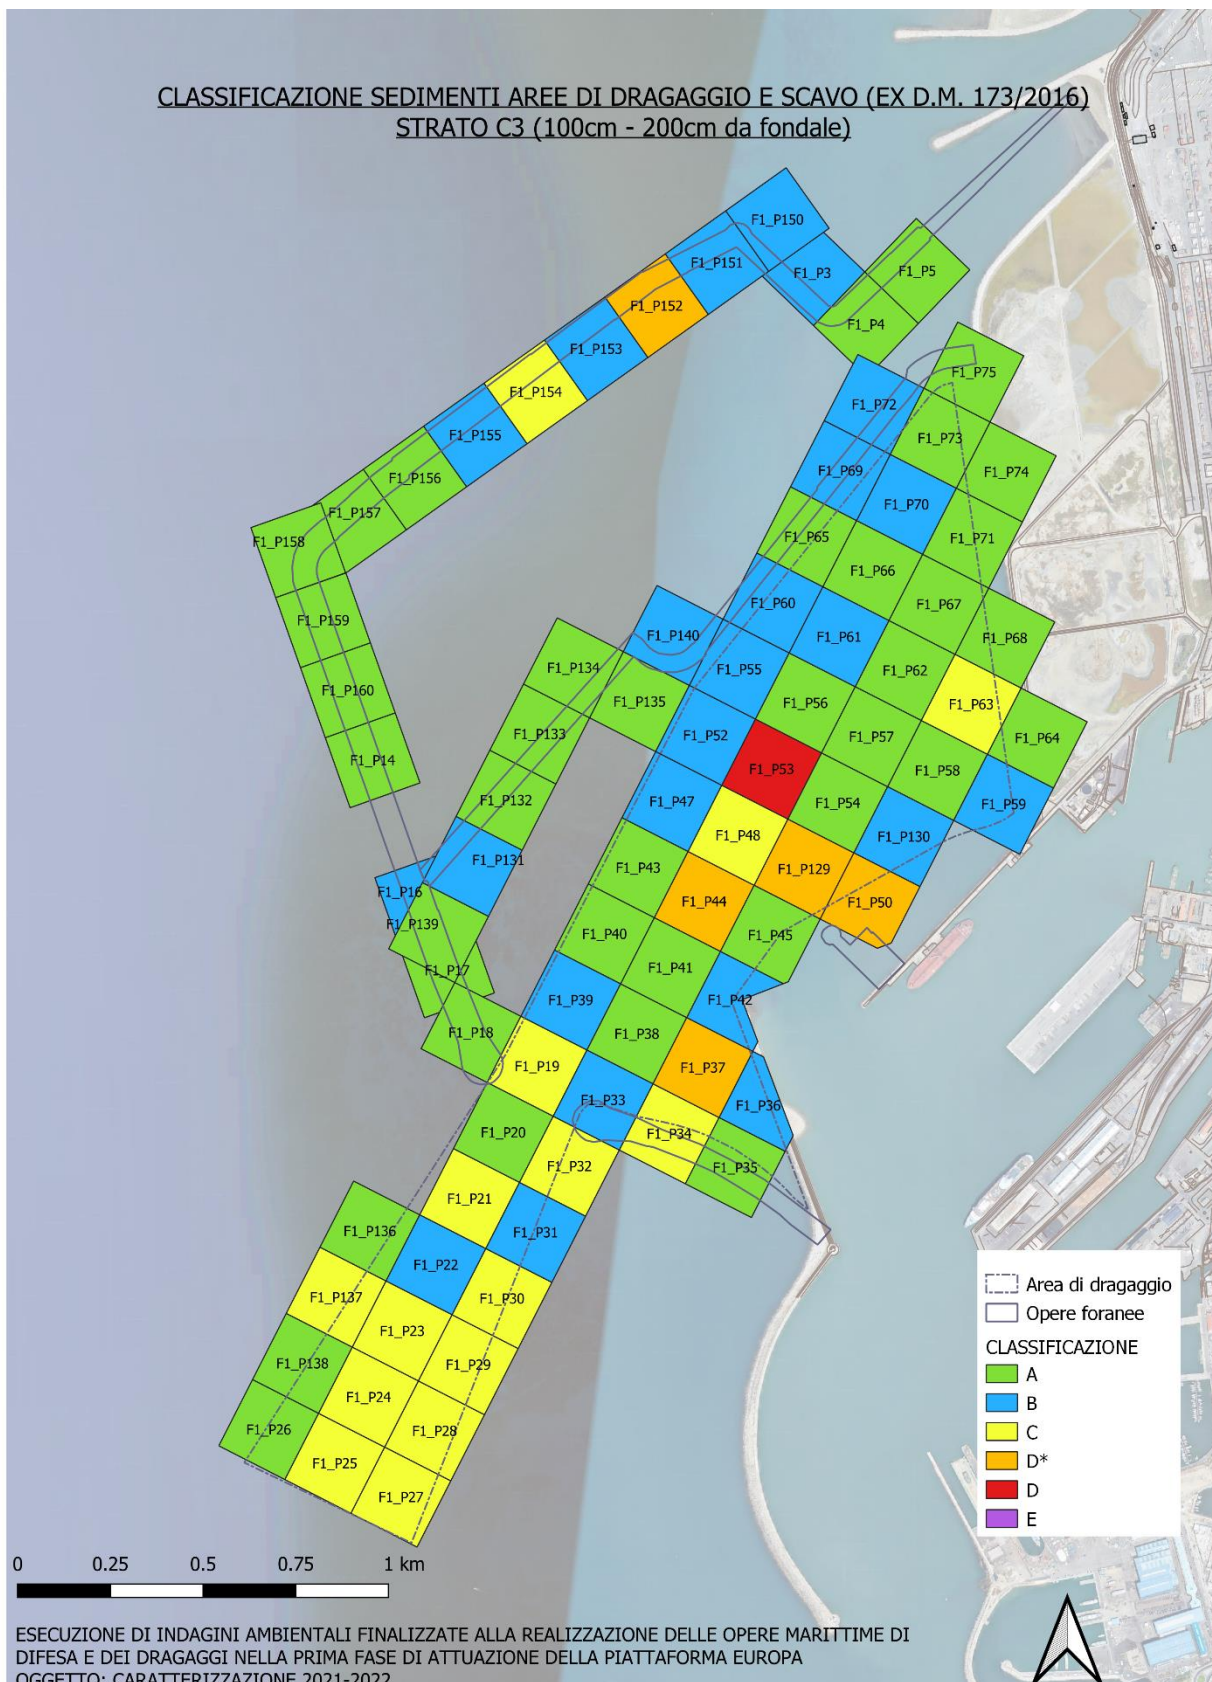 CLASSIFICAZIONE SEDIMENTI AREE DI DRAGAGGIO E SCAVO (EX D.M. 173/2016)
STRATO C3 (100cm - 200cm da fondale)
F1_P150
F1_P151
F1_P3
F1_P5
F1_P152
F1_P4
F1_P153
F1_P75
F1_P154
F1_P72
F1_P155
F1_P73
F1_P69
F1_P74
F1_P156
F1_P70
F1_P157
F1_P65
F1_P71
F1_P158
F1_P66
F1_P60
F1_P67
F1_P159
F1_P140
F1_P61
F1_P68
F1_P134
F1_P55
F1_P62
F1_P160
F1_P135
F1_P56
F1_P63
F1_P133
F1_P52
F1_P57
F1_P64
F1_P14
F1_P53
F1_P58
F1_P132
F1_P47
F1_P54
F1_P59
F1_P48
F1_P130
F1_P131
F1_P43
F1_P129
F1_P16
F1_P44
F1_P50
F1_P139
F1_P40
F1_P45
F1_P17
F1_P41
F1_P39
F1_P42
F1_P18
F1_P38
F1_P19
F1_P37
F1_P33
F1_P36
F1_P20
F1_P34
F1_P32
F1_P35
F1_P21
F1_P136
F1_P31
F1_P22
F1_P137
F1_P30
F1_P23
F1_P138
F1_P29
F1_P24
F1_P26
F1_P28
F1_P25
F1_P27
Area di dragaggio
Opere foranee
CLASSIFICAZIONE
A
B
C
D*
D
E
0 0.25 0.5 0.75 1 km
ESECUZIONE DI INDAGINI AMBIENTALI FINALIZZATE ALLA REALIZZAZIONE DELLE OPERE MARITTIME DI
DIFESA E DEI DRAGAGGI NELLA PRIMA FASE DI ATTUAZIONE DELLA PIATTAFORMA EUROPA
OGGETTO: CARATTERIZZAZIONE 2021-2022